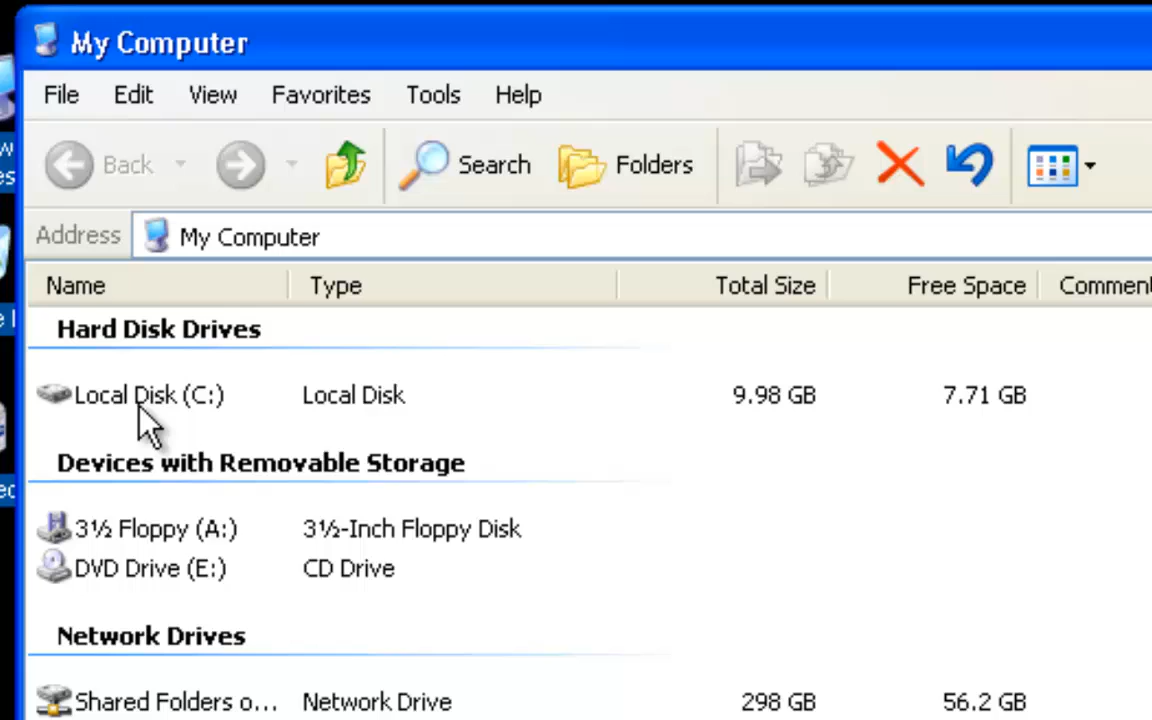 My Computer
File Edit View Favorites Tools Help
Back Search Folders
Address My Computer
Name Type Total Size Free Space Comment
Hard Disk Drives
Local Disk (C:) Local Disk 9.98 GB 7.71 GB
Devices with Removable Storage
3½ Floppy (A:) 3½-Inch Floppy Disk
DVD Drive (E:) CD Drive
Network Drives
Shared Folders o... Network Drive 298 GB 56.2 GB